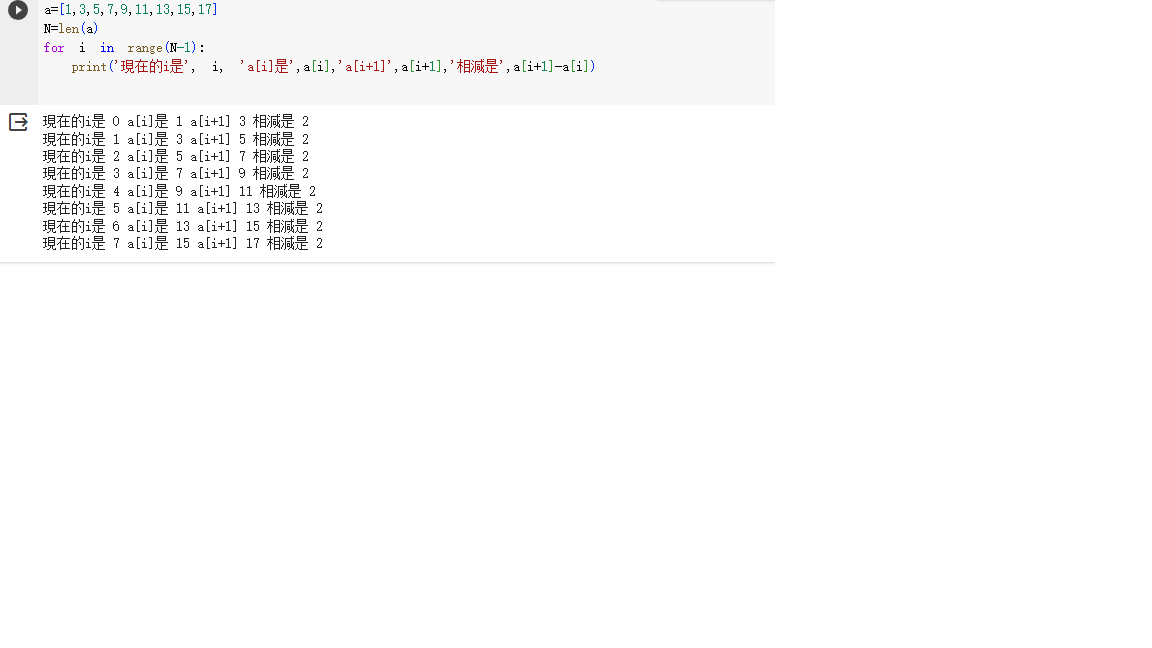 a=[1,3,5,7,9,11,13,15,17]
N=len(a)
for i in range(N-1):
print('現在的i是', i, 'a[i]是',a[i],'a[i+1]',a[i+1],'相減是',a[i+1]-a[i])
現在的i是 0 a[i]是 1 a[i+1] 3 相減是 2
現在的i是 1 a[i]是 3 a[i+1] 5 相減是 2
現在的i是 2 a[i]是 5 a[i+1] 7 相減是 2
現在的i是 3 a[i]是 7 a[i+1] 9 相減是 2
現在的i是 4 a[i]是 9 a[i+1] 11 相減是 2
現在的i是 5 a[i]是 11 a[i+1] 13 相減是 2
現在的i是 6 a[i]是 13 a[i+1] 15 相減是 2
現在的i是 7 a[i]是 15 a[i+1] 17 相減是 2